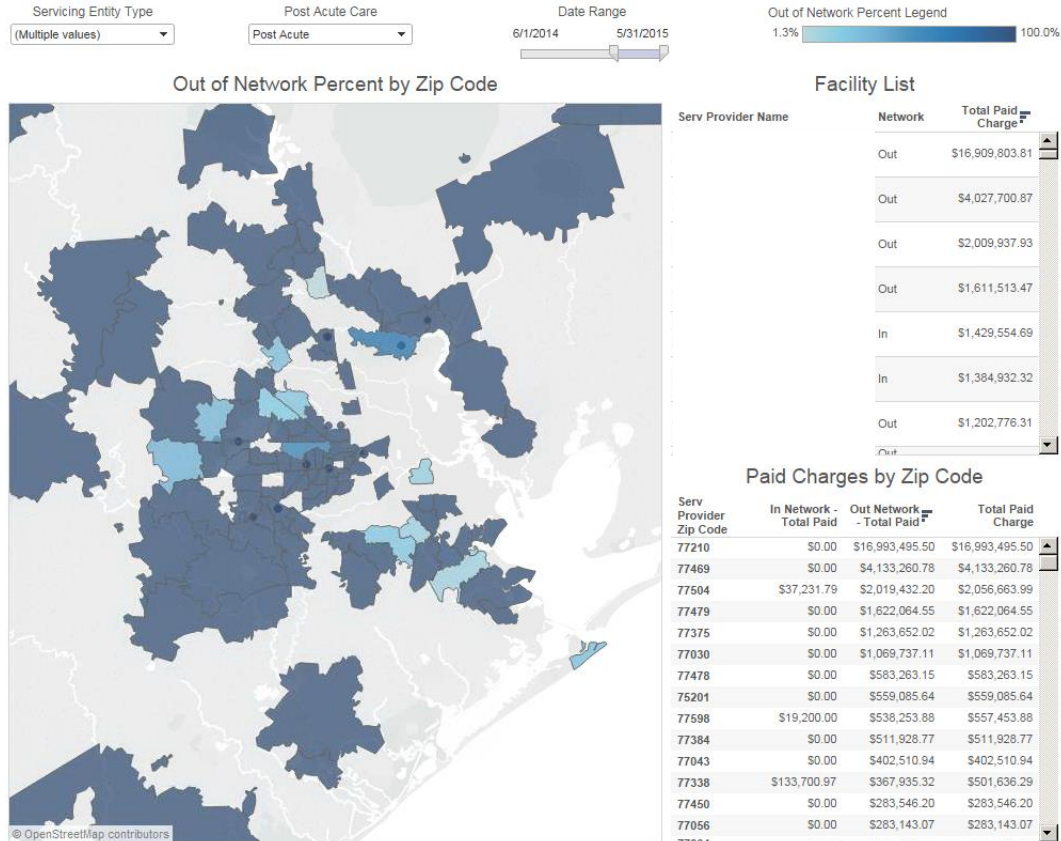 Servicing Entity Type
(Multiple values)
Post Acute Care
Post Acute
Date Range
6/1/2014 5/31/2015
Out of Network Percent Legend
1.3% 100.0%
Out of Network Percent by Zip Code
© OpenStreetMap contributors
Facility List
Serv Provider Name Network Total Paid Charge
Out $16,909,803.81
Out $4,027,700.87
Out $2,009,937.93
Out $1,611,513.47
In $1,429,554.69
In $1,384,932.32
Out $1,202,776.31
Out
Paid Charges by Zip Code
Serv Provider Zip Code In Network - Total Paid Out Network - Total Paid Total Paid Charge
77210 $0.00 $16,993,495.50 $16,993,495.50
77469 $0.00 $4,133,260.78 $4,133,260.78
77504 $37,231.79 $2,019,432.20 $2,056,663.99
77479 $0.00 $1,622,064.55 $1,622,064.55
77375 $0.00 $1,263,652.02 $1,263,652.02
77030 $0.00 $1,069,737.11 $1,069,737.11
77478 $0.00 $583,263.15 $583,263.15
75201 $0.00 $559,085.64 $559,085.64
77598 $19,200.00 $538,253.88 $557,453.88
77384 $0.00 $511,928.77 $511,928.77
77043 $0.00 $402,510.94 $402,510.94
77338 $133,700.97 $367,935.32 $501,636.29
77450 $0.00 $283,546.20 $283,546.20
77056 $0.00 $283,143.07 $283,143.07